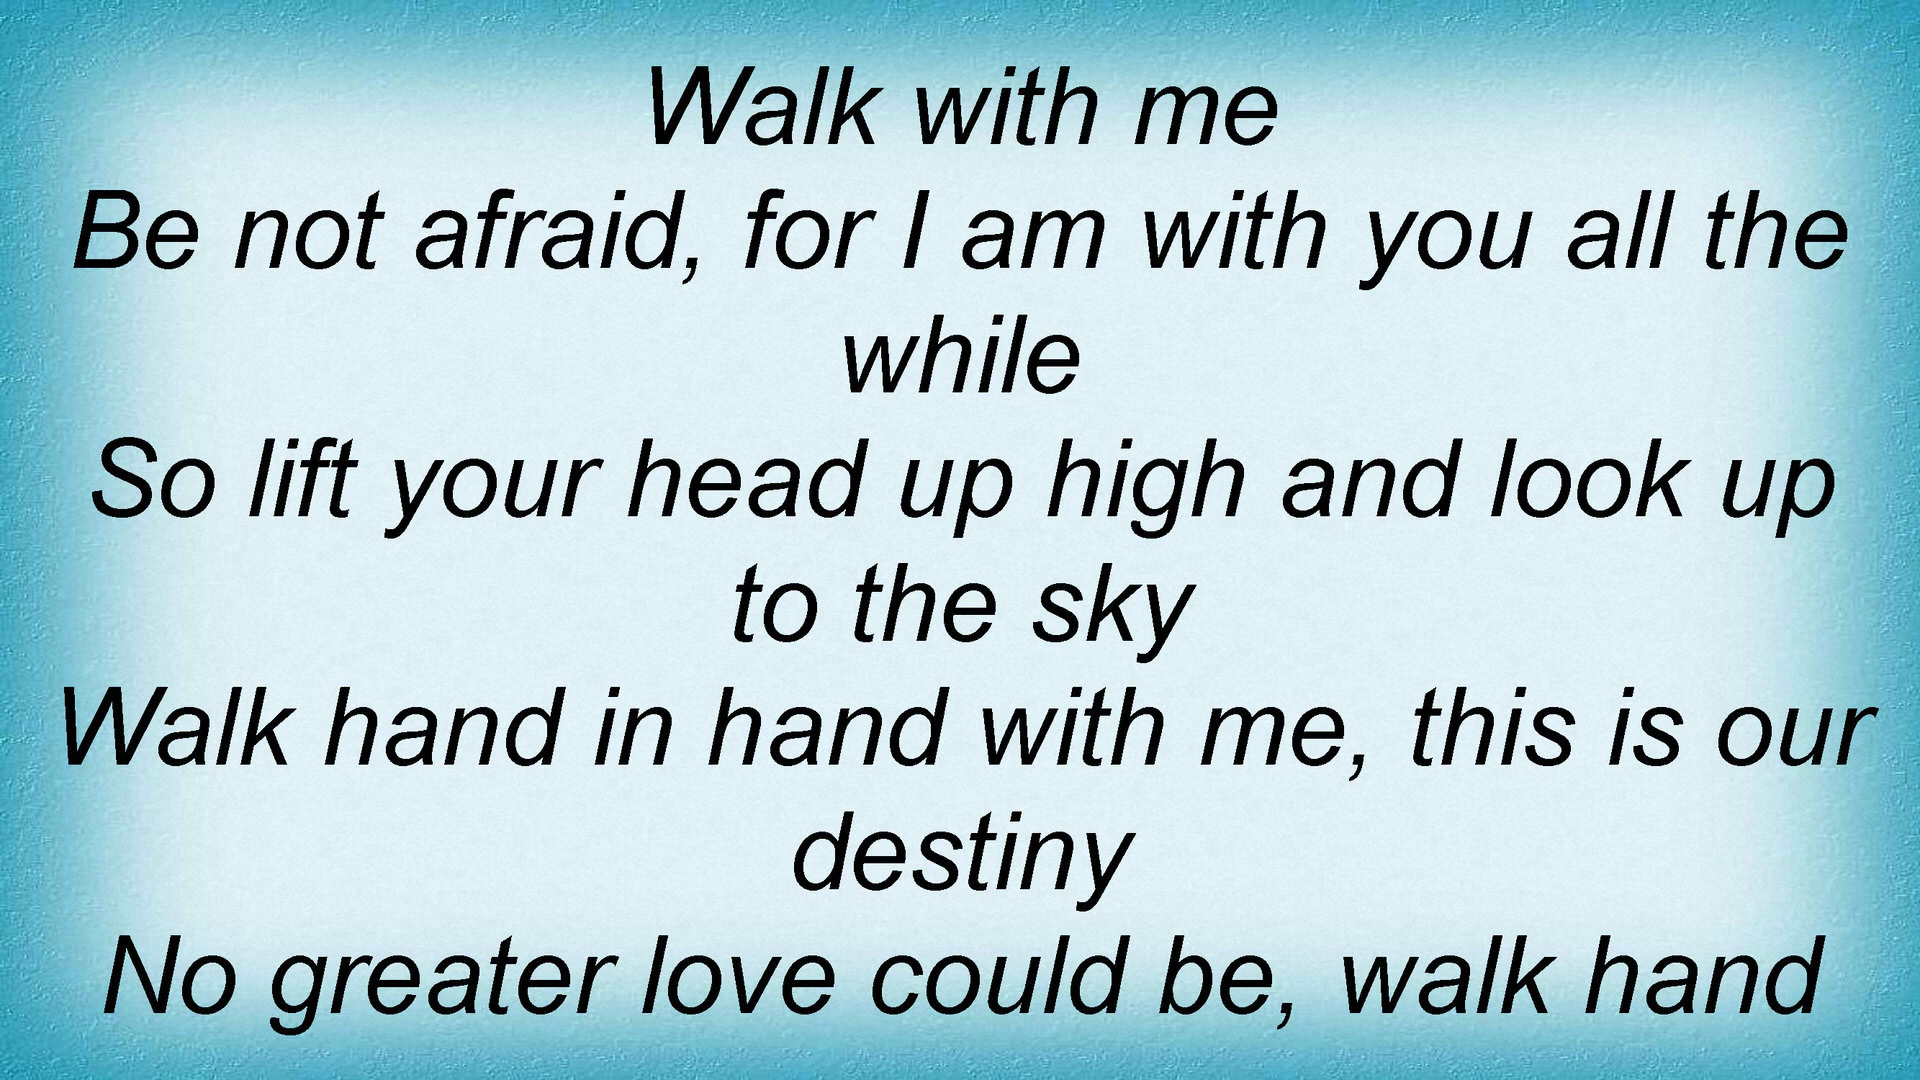 Walk with me
Be not afraid, for I am with you all the
while
So lift your head up high and look up
to the sky
Walk hand in hand with me, this is our
destiny
No greater love could be, walk hand